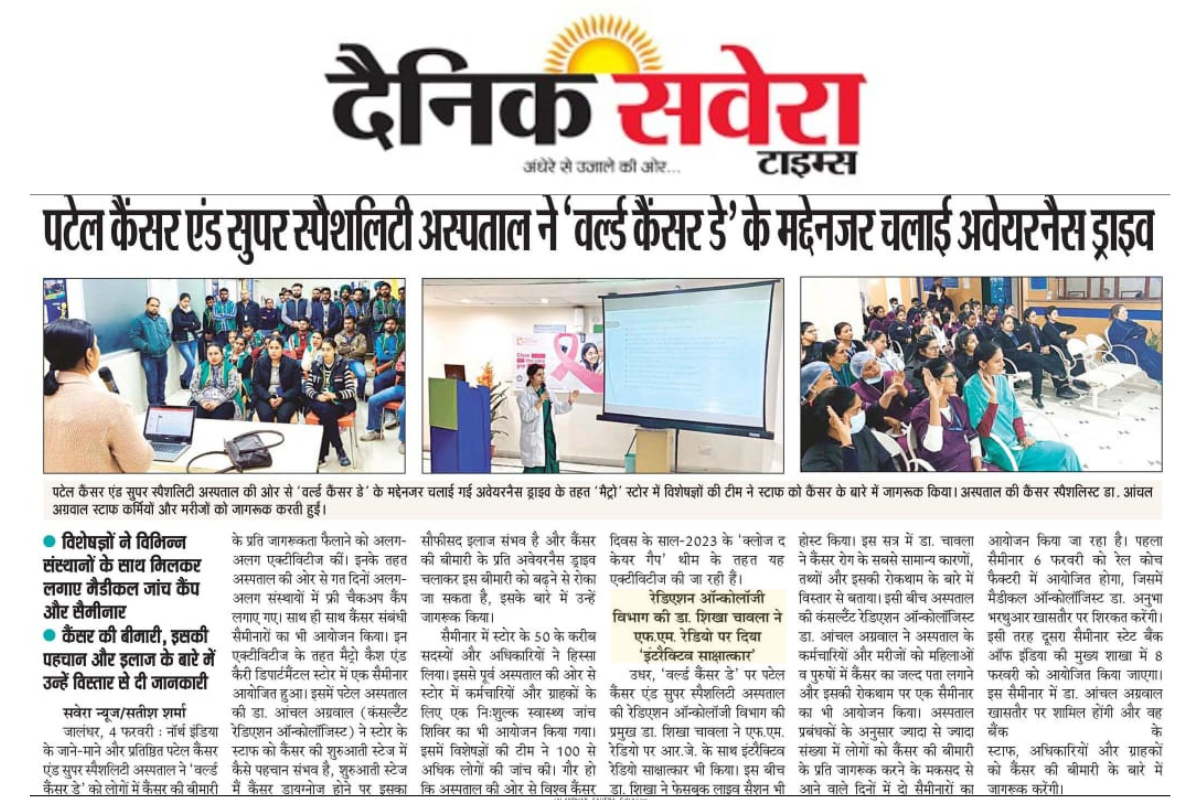 दैनिक सवेरा
टाइम्स
अंधेरे से उजाले की ओर...
पटेल कैंसर एंड सुपर स्पैशलिटी अस्पताल ने ‘वर्ल्ड कैंसर डे’ के मद्देनजर चलाई अवेयरनैस ड्राइव
पटेल कैंसर एंड सुपर स्पैशलिटी अस्पताल की ओर से ‘वर्ल्ड कैंसर डे’ के मद्देनजर चलाई गई अवेयरनैस ड्राइव के तहत ‘मैट्रो’ स्टोर में विशेषज्ञों की टीम ने स्टाफ को कैंसर के बारे में जागरूक किया। अस्पताल की कैंसर स्पैशलिस्ट डा. आंचल
अग्रवाल स्टाफ कर्मियों और मरीजों को जागरूक करती हुईं।
● विशेषज्ञों ने विभिन्न
संस्थानों के साथ मिलकर
लगाए मैडीकल जांच कैंप
और सैमीनार
● कैंसर की बीमारी, इसकी
पहचान और इलाज के बारे में
उन्हें विस्तार से दी जानकारी
सवेरा न्यूज/सतीश शर्मा
जालंधर, 4 फरवरी : नॉर्थ इंडिया
के जाने-माने और प्रतिष्ठित पटेल कैंसर
एंड सुपर स्पैशलिटी अस्पताल ने ‘वर्ल्ड
कैंसर डे’ को लोगों में कैंसर की बीमारी
के प्रति जागरूकता फैलाने को अलग-
अलग एक्टीविटीज कीं। इनके तहत
अस्पताल की ओर से गत दिनों अलग-
अलग संस्थायों में फ्री चैकअप कैंप
लगाए गए। साथ ही साथ कैंसर संबंधी
सैमीनारों का भी आयोजन किया। इन
एक्टीविटीज के तहत मैट्रो कैश एंड
कैरी डिपार्टमैंटल स्टोर में एक सैमीनार
आयोजित हुआ। इसमें पटेल अस्पताल
की डा. आंचल अग्रवाल (कंसल्टैंट
रेडिएशन ऑन्कोलॉजिस्ट) ने स्टोर के
स्टाफ को कैंसर की शुरुआती स्टेज में
कैसे पहचान संभव है, शुरुआती स्टेज
में कैंसर डायग्नोज होने पर इसका
सौफीसद इलाज संभव है और कैंसर
की बीमारी के प्रति अवेयरनैस ड्राइव
चलाकर इस बीमारी को बढ़ने से रोका
जा सकता है, इसके बारे में उन्हें
जागरूक किया।
सैमीनार में स्टोर के 50 के करीब
सदस्यों और अधिकारियों ने हिस्सा
लिया। इससे पूर्व अस्पताल की ओर से
स्टोर में कर्मचारियों और ग्राहकों के
लिए एक निःशुल्क स्वास्थ्य जांच
शिविर का भी आयोजन किया गया।
इसमें विशेषज्ञों की टीम ने 100 से
अधिक लोगों की जांच की। गौर हो
कि अस्पताल की ओर से विश्व कैंसर
दिवस के साल-2023 के ‘क्लोज द
केयर गैप’ थीम के तहत यह
एक्टीविटीज की जा रही हैं।
रेडिएशन ऑन्कोलॉजी
विभाग की डा. शिखा चावला ने
एफ.एम. रेडियो पर दिया
‘इंटरैक्टिव साक्षात्कार’
उधर, ‘वर्ल्ड कैंसर डे’ पर पटेल
कैंसर एंड सुपर स्पैशलिटी अस्पताल
की रेडिएशन ऑन्कोलॉजी विभाग की
प्रमुख डा. शिखा चावला ने एफ.एम.
रेडियो पर आर.जे. के साथ इंटरैक्टिव
रेडियो साक्षात्कार भी किया। इस बीच
डा. शिखा ने फेसबुक लाइव सैशन भी
होस्ट किया। इस सत्र में डा. चावला
ने कैंसर रोग के सबसे सामान्य कारणों,
तथ्यों और इसकी रोकथाम के बारे में
विस्तार से बताया। इसी बीच अस्पताल
की कंसल्टैंट रेडिएशन ऑन्कोलॉजिस्ट
डा. आंचल अग्रवाल ने अस्पताल के
कर्मचारियों और मरीजों को महिलाओं
व पुरुषों में कैंसर का जल्द पता लगाने
और इसकी रोकथाम पर एक सैमीनार
का भी आयोजन किया। अस्पताल
प्रबंधकों के अनुसार ज्यादा से ज्यादा
संख्या में लोगों को कैंसर की बीमारी
के प्रति जागरूक करने के मकसद से
आने वाले दिनों में दो सैमीनारों का
आयोजन किया जा रहा है। पहला
सैमीनार 6 फरवरी को रेल कोच
फैक्टरी में आयोजित होगा, जिसमें
मैडीकल ऑन्कोलॉजिस्ट डा. अनुभा
भरथुआर खासतौर पर शिरकत करेंगी।
इसी तरह दूसरा सैमीनार स्टेट बैंक
ऑफ इंडिया की मुख्य शाखा में 8
फरवरी को आयोजित किया जाएगा।
इस सैमीनार में डा. आंचल अग्रवाल
खासतौर पर शामिल होंगी और वह
बैंक के
स्टाफ, अधिकारियों और ग्राहकों
को कैंसर की बीमारी के बारे में
जागरूक करेंगी।